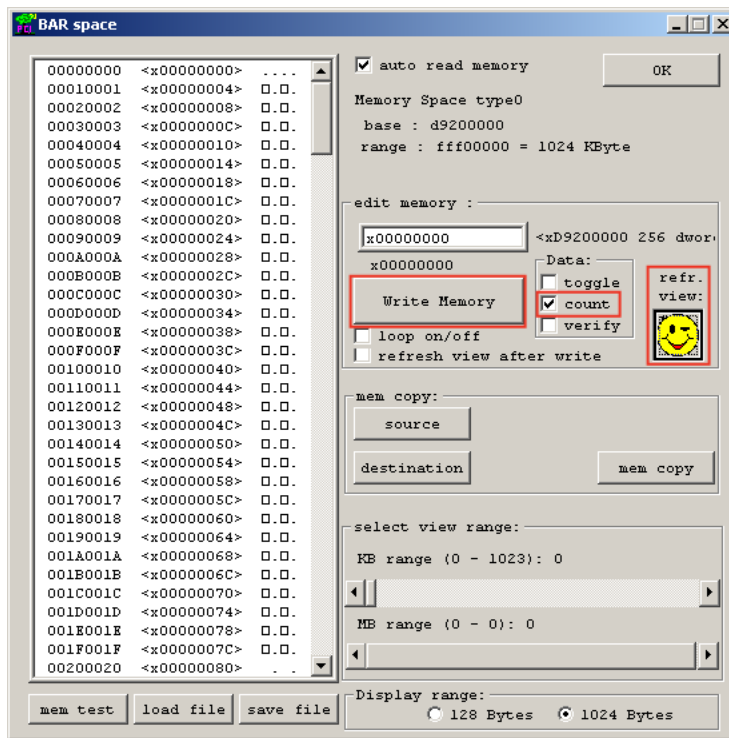 BAR space
00000000 <x00000000> ....
00010001 <x00000004> □.□.
00020002 <x00000008> □.□.
00030003 <x0000000C> □.□.
00040004 <x00000010> □.□.
00050005 <x00000014> □.□.
00060006 <x00000018> □.□.
00070007 <x0000001C> □.□.
00080008 <x00000020> □.□.
00090009 <x00000024> □.□.
000A000A <x00000028> □.□.
000B000B <x0000002C> □.□.
000C000C <x00000030> □.□.
000D000D <x00000034> □.□.
000E000E <x00000038> □.□.
000F000F <x0000003C> □.□.
00100010 <x00000040> □.□.
00110011 <x00000044> □.□.
00120012 <x00000048> □.□.
00130013 <x0000004C> □.□.
00140014 <x00000050> □.□.
00150015 <x00000054> □.□.
00160016 <x00000058> □.□.
00170017 <x0000005C> □.□.
00180018 <x00000060> □.□.
00190019 <x00000064> □.□.
001A001A <x00000068> □.□.
001B001B <x0000006C> □.□.
001C001C <x00000070> □.□.
001D001D <x00000074> □.□.
001E001E <x00000078> □.□.
001F001F <x0000007C> □.□.
00200020 <x00000080> . .
mem test load file save file
auto read memory
OK
Memory Space type0
base : d9200000
range : fff00000 = 1024 KByte
edit memory :
x00000000 <xD9200000 256 dwor
x00000000
Write Memory
Data:
toggle
count
verify
refr.
view:
loop on/off
refresh view after write
mem copy:
source
destination mem copy
select view range:
KB range (0 - 1023): 0
MB range (0 - 0): 0
Display range:
128 Bytes 1024 Bytes